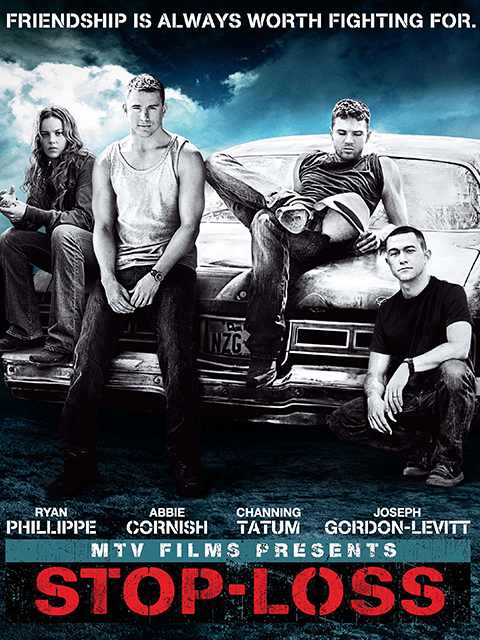 FRIENDSHIP IS ALWAYS WORTH FIGHTING FOR.
NZG
RYAN PHILLIPPE
ABBIE CORNISH
CHANNING TATUM
JOSEPH GORDON-LEVITT
MTV FILMS PRESENTS
STOP-LOSS